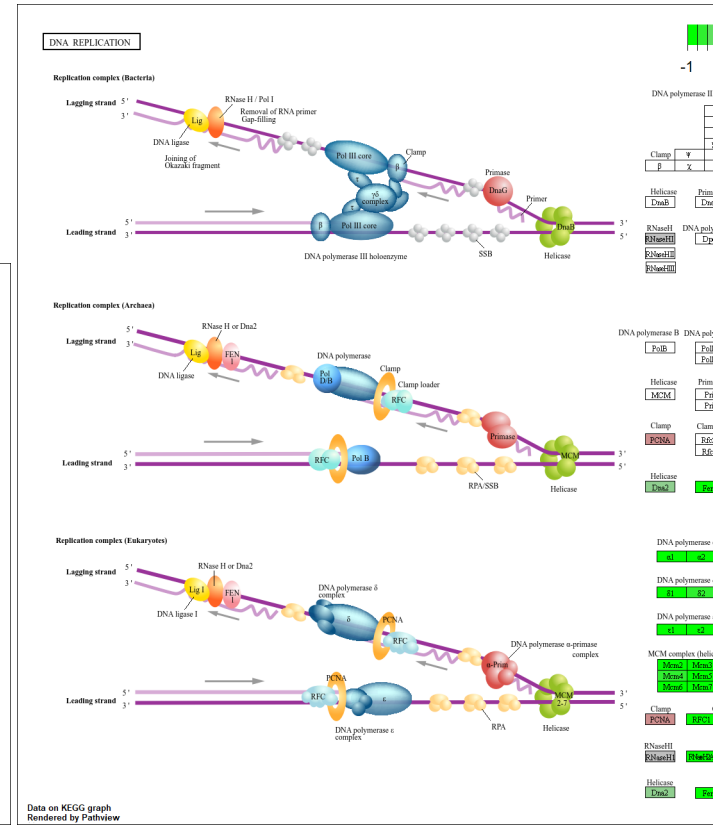 DNA REPLICATION
-1
Replication complex (Bacteria)
Lagging strand 5'
3'
RNase H / Pol I
Removal of RNA primer
Gap-filling
Lig
DNA ligase
Joining of
Okazaki fragment
Pol III core
Clamp
β
τ
γδ
complex
τ
Primase
DnaG
Primer
5'
Leading strand 3'
β
Pol III core
DnaB
3'
5'
SSB
Helicase
DNA polymerase III holoenzyme
DNA polymerase III
Clamp
Ψ
β
χ
Helicase
DnaB
RNaseH
RNaseHI
RNaseHII
RNaseHIII
Replication complex (Archaea)
5'
Lagging strand
3'
RNase H or Dna2
Lig
FEN
1
DNA ligase
DNA polymerase
Pol
D/B
Clamp
Clamp loader
RFC
Primase
5'
Leading strand 3'
RFC
Pol B
MCM
3'
5'
RPA/SSB
Helicase
DNA polymerase B
PolB
Helicase
MCM
Clamp
PCNA
Helicase
Dna2
Replication complex (Eukaryotes)
5'
Lagging strand
3'
RNase H or Dna2
Lig I
FEN
1
DNA ligase I
DNA polymerase δ
complex
δ
PCNA
RFC
DNA polymerase α-primase
complex
α-Prim
PCNA
5'
Leading strand
3'
RFC
ε
MCM
2-7
3'
5'
RPA
Helicase
DNA polymerase ε
complex
DNA polymerase
α1 α2
DNA polymerase
δ1 δ2
DNA polymerase
ε1 ε2
MCM complex (helic
Mcm2 Mcm3
Mcm4 Mcm5
Mcm6 Mcm7
Clamp
PCNA
RFC1
RNaseHI
RNaseH1
Helicase
Dna2
Data on KEGG graph
Rendered by Pathview